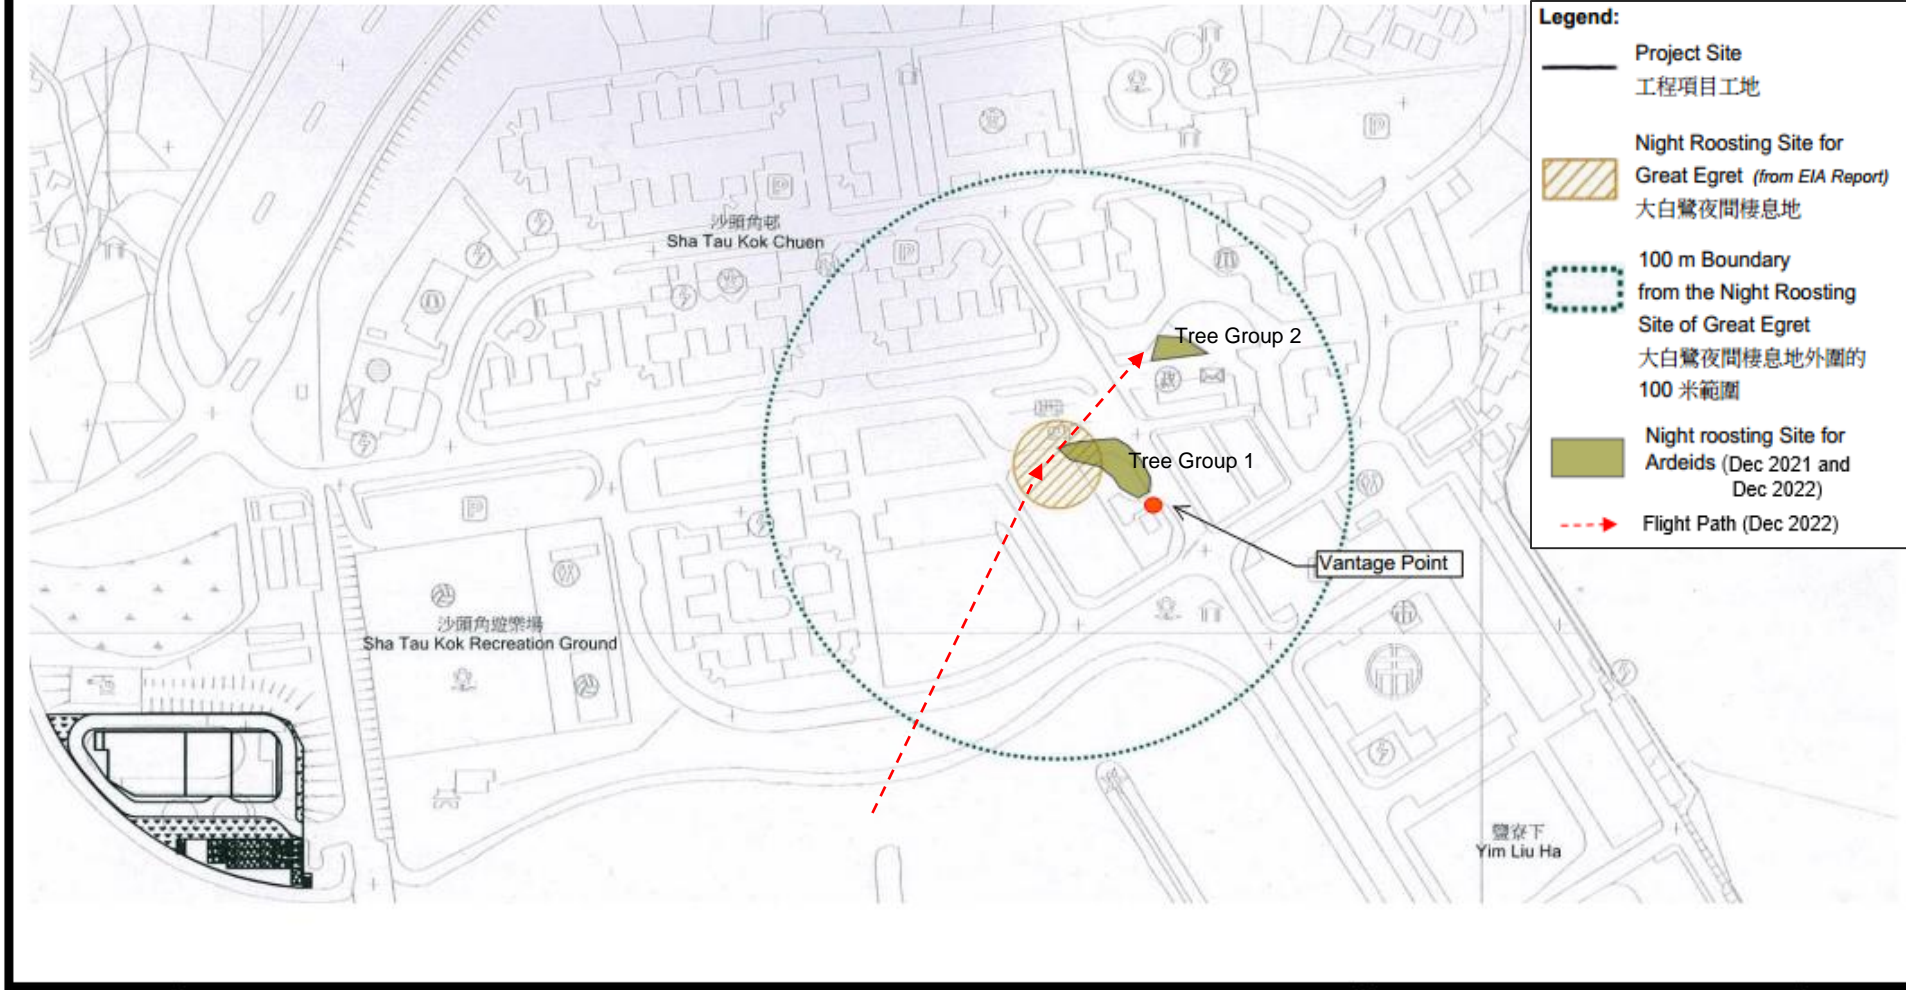 沙頭角邨
Sha Tau Kok Chuen
P
P
P
P
Tree Group 2
Tree Group 1
Vantage Point
沙頭角遊樂場
Sha Tau Kok Recreation Ground
鹽寮下
Yim Liu Ha
Legend:
Project Site
工程項目工地
Night Roosting Site for
Great Egret (from EIA Report)
大白鷺夜間棲息地
100 m Boundary
from the Night Roosting
Site of Great Egret
大白鷺夜間棲息地外圍的
100 米範圍
Night roosting Site for
Ardeids (Dec 2021 and
Dec 2022)
Flight Path (Dec 2022)